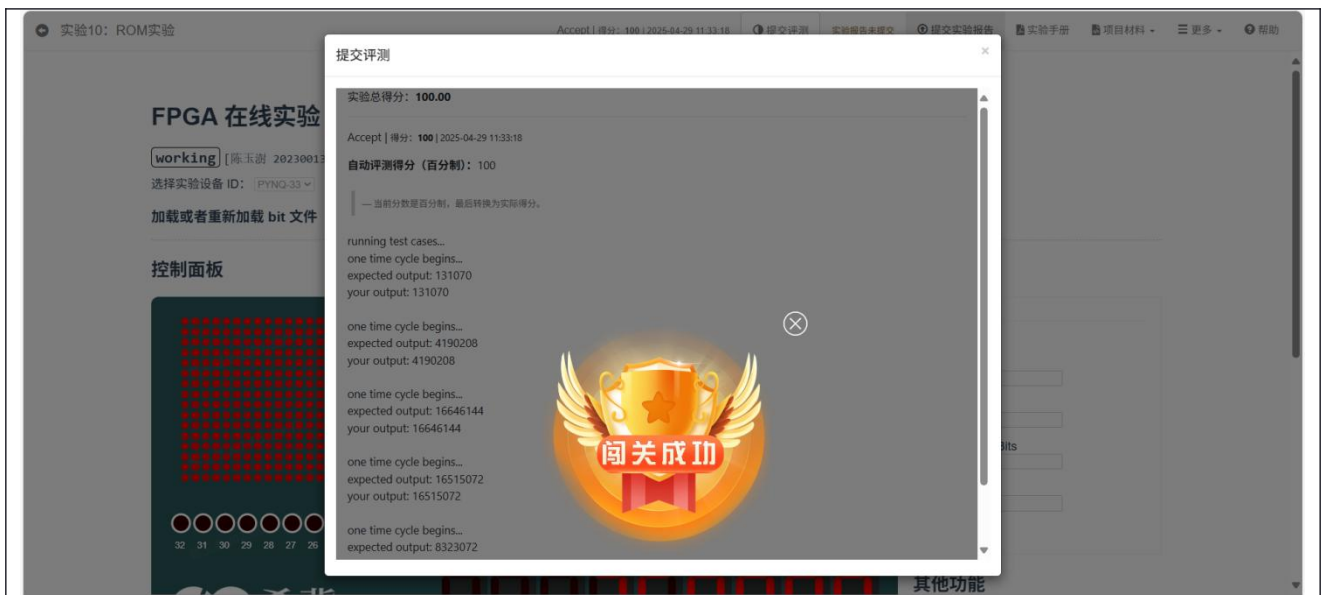 实验10：ROM实验
Accept | 得分：100 | 2025-04-29 11:33:18
提交评测
实验报告未提交
提交实验报告
实验手册
项目材料
更多
帮助
提交评测
×
实验总得分：100.00
Accept | 得分：100 | 2025-04-29 11:33:18
自动评测得分（百分制）：100
— 当前分数是百分制，最后转换为实际得分。
running test cases...
one time cycle begins...
expected output: 131070
your output: 131070
one time cycle begins...
expected output: 4190208
your output: 4190208
one time cycle begins...
expected output: 16646144
your output: 16646144
one time cycle begins...
expected output: 16515072
your output: 16515072
one time cycle begins...
expected output: 8323072
闯关成功
FPGA 在线实验
working
20230013
选择实验设备 ID： PYNQ-33
加载或者重新加载 bit 文件
控制面板
32 31 30 29 28 27 26
Bits
其他功能